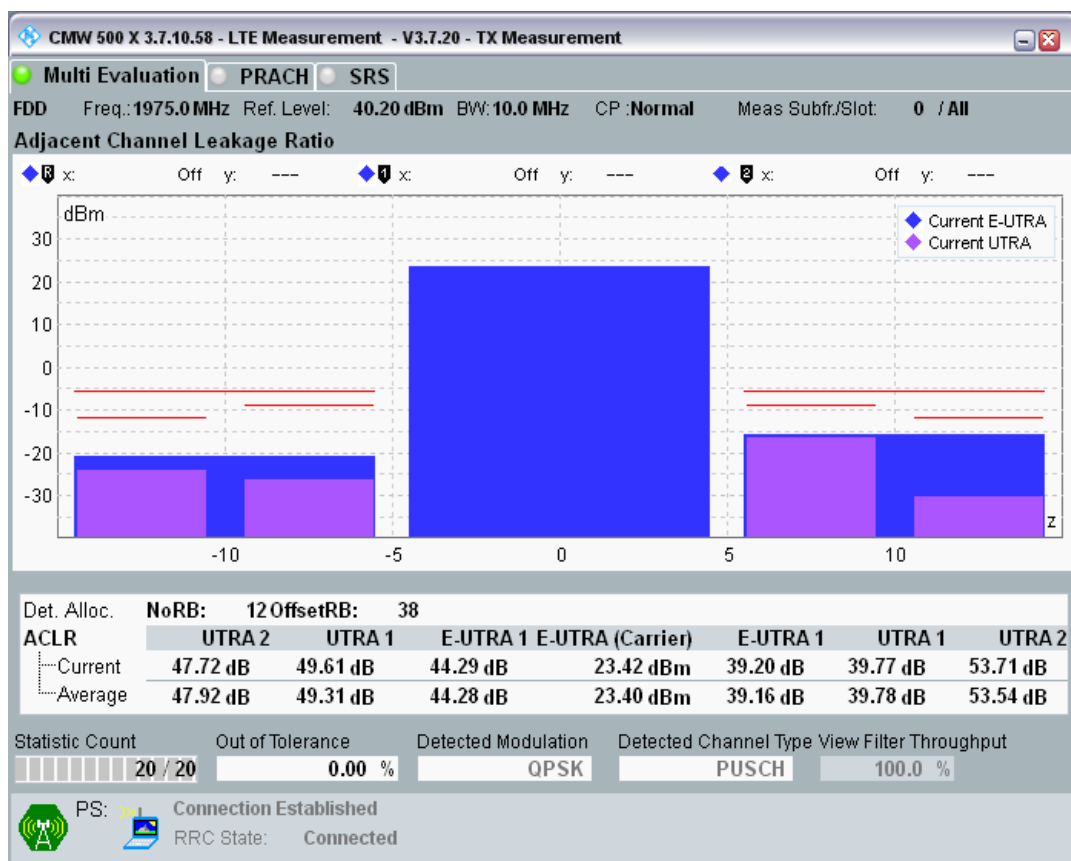 CMW 500 X 3.7.10.58 - LTE Measurement - V3.7.20 - TX Measurement
Multi Evaluation PRACH SRS
FDD Freq.: 1975.0 MHz Ref. Level: 40.20 dBm BW: 10.0 MHz CP : Normal Meas Subfr./Slot: 0 / All
Adjacent Channel Leakage Ratio
R x: Off y: --- 1 x: Off y: --- 2 x: Off y: ---
dBm
Current E-UTRA
Current UTRA
30
20
10
0
-10
-20
-30
z
-10 -5 0 5 10
Det. Alloc. NoRB: 12 OffsetRB: 38
ACLR UTRA 2 UTRA 1 E-UTRA 1 E-UTRA (Carrier) E-UTRA 1 UTRA 1 UTRA 2
Current 47.72 dB 49.61 dB 44.29 dB 23.42 dBm 39.20 dB 39.77 dB 53.71 dB
Average 47.92 dB 49.31 dB 44.28 dB 23.40 dBm 39.16 dB 39.78 dB 53.54 dB
Statistic Count Out of Tolerance Detected Modulation Detected Channel Type View Filter Throughput
20 / 20 0.00 % QPSK PUSCH 100.0 %
PS: Connection Established
RRC State: Connected